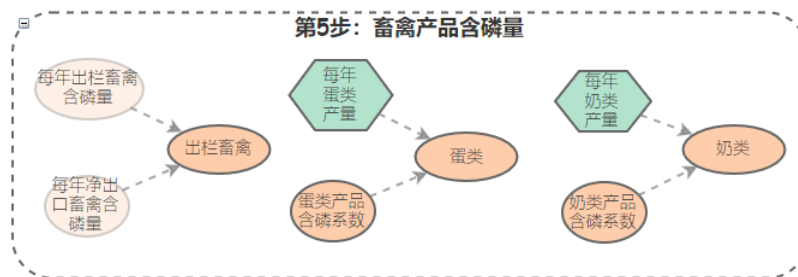 第5步：畜禽产品含磷量
每年出栏畜禽
含磷量
每年净出
口畜禽含
磷量
出栏畜禽
每年
蛋类
产量
蛋类产品
含磷系数
蛋类
每年
奶类
产量
奶类产品
含磷系数
奶类